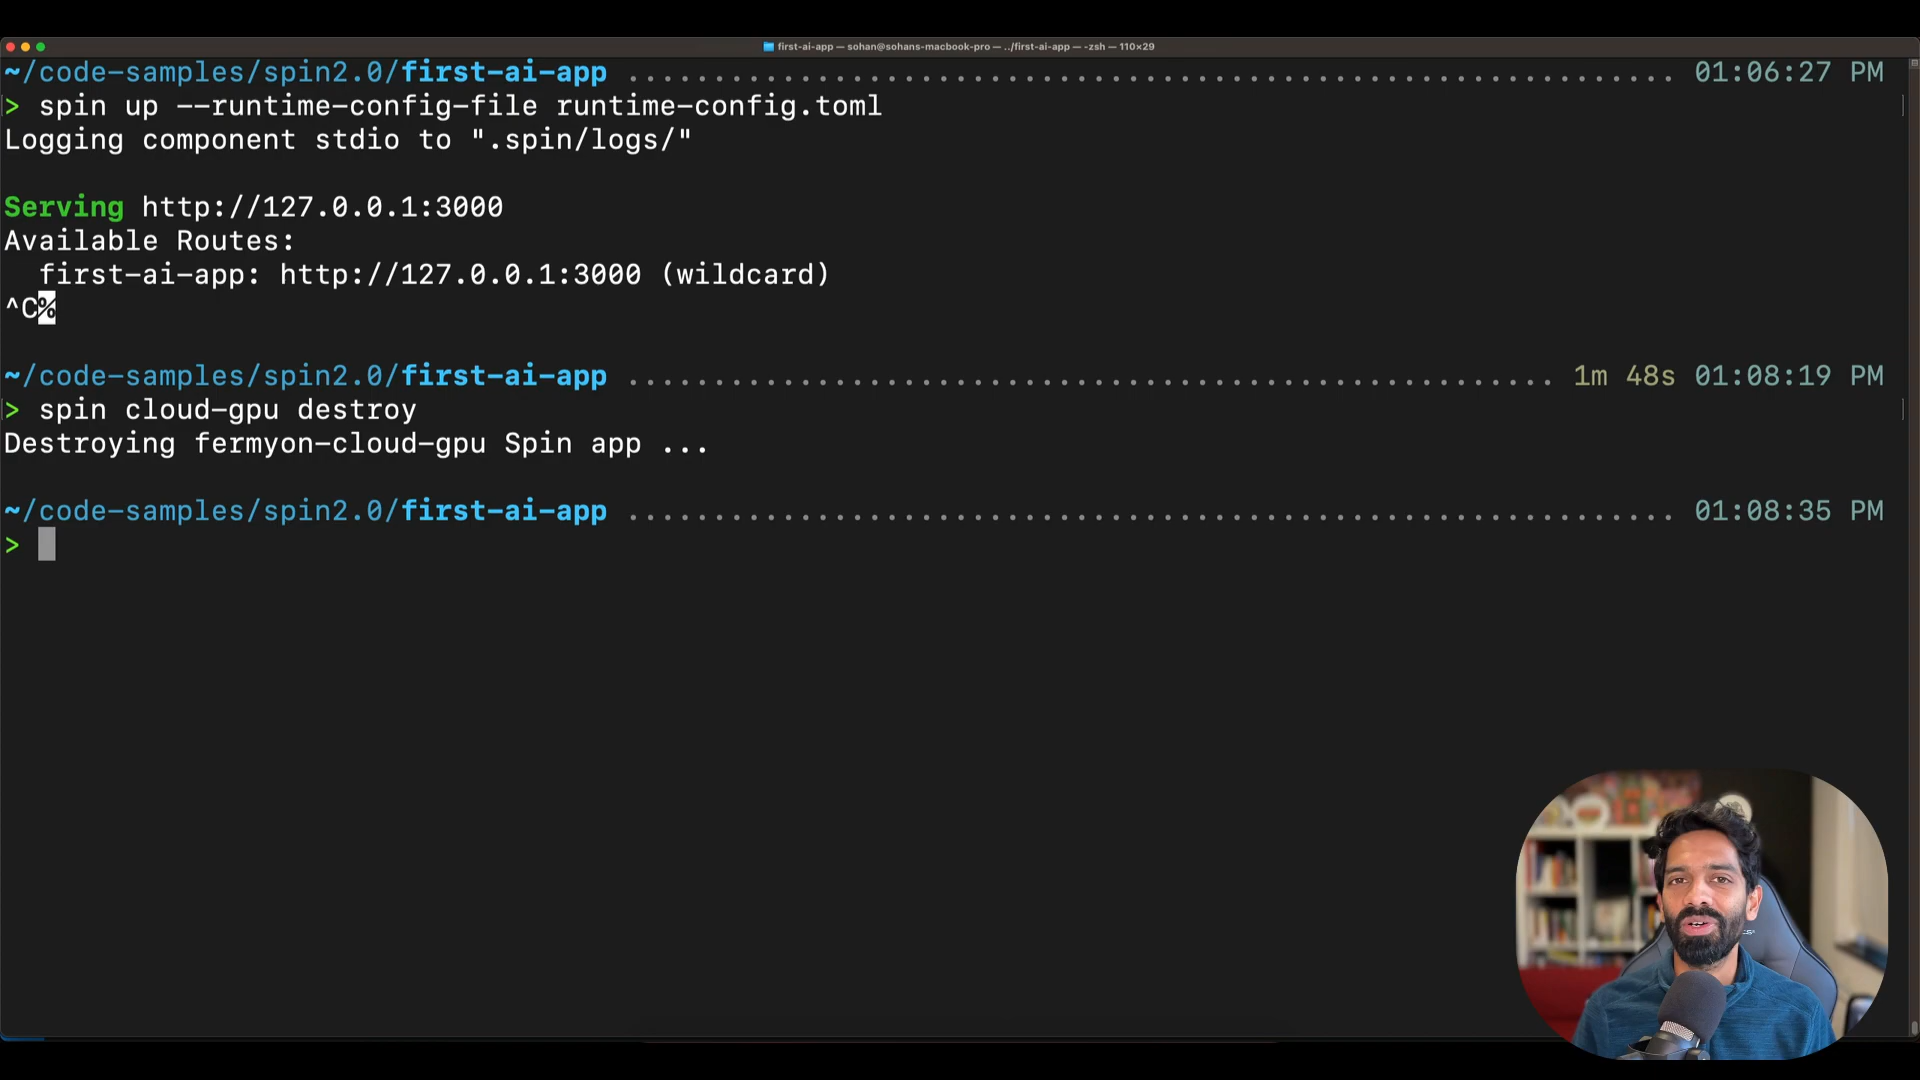 first-ai-app — sohan@sohans-macbook-pro — ../first-ai-app — -zsh — 110×29
~/code-samples/spin2.0/first-ai-app ............................................................. 01:06:27 PM
> spin up --runtime-config-file runtime-config.toml
Logging component stdio to ".spin/logs/"
Serving http://127.0.0.1:3000
Available Routes:
first-ai-app: http://127.0.0.1:3000 (wildcard)
^C%
~/code-samples/spin2.0/first-ai-app ...................................................... 1m 48s 01:08:19 PM
> spin cloud-gpu destroy
Destroying fermyon-cloud-gpu Spin app ...
~/code-samples/spin2.0/first-ai-app ............................................................. 01:08:35 PM
>